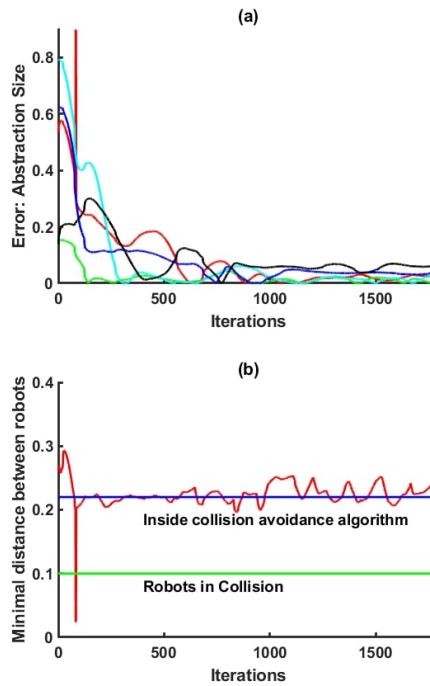 (a)
Error: Abstraction Size
0.8
0.6
0.4
0.2
0
0 500 1000 1500
Iterations
(b)
Minimal distance between robots
0.4
0.3
0.2
0.1
0
Inside collision avoidance algorithm
Robots in Collision
0 500 1000 1500
Iterations